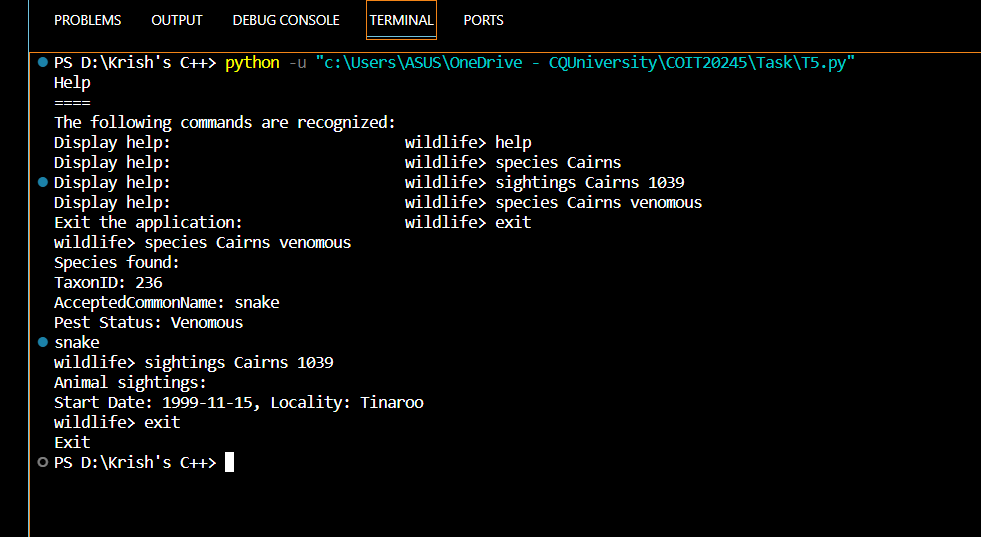 PROBLEMS OUTPUT DEBUG CONSOLE TERMINAL PORTS
PS D:\Krish's C++> python -u "c:\Users\ASUS\OneDrive - CQUniversity\COIT20245\Task\T5.py"
Help
====
The following commands are recognized:
Display help: wildlife> help
Display help: wildlife> species Cairns
Display help: wildlife> sightings Cairns 1039
Display help: wildlife> species Cairns venomous
Exit the application: wildlife> exit
wildlife> species Cairns venomous
Species found:
TaxonID: 236
AcceptedCommonName: snake
Pest Status: Venomous
snake
wildlife> sightings Cairns 1039
Animal sightings:
Start Date: 1999-11-15, Locality: Tinaroo
wildlife> exit
Exit
PS D:\Krish's C++>